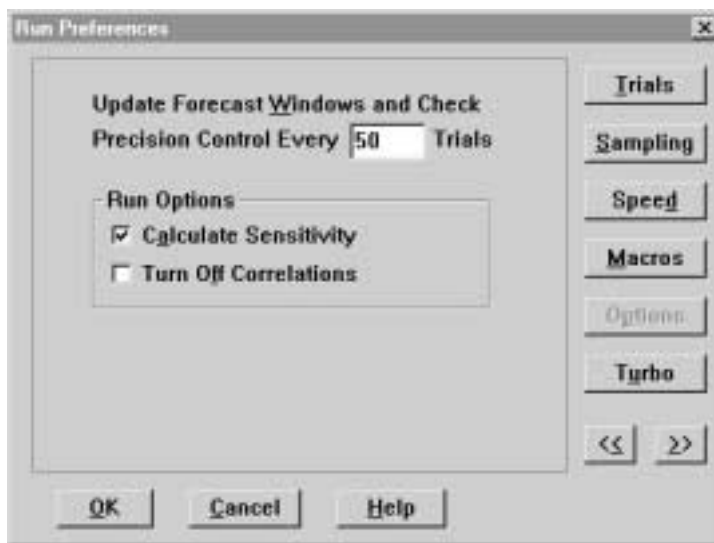 Run Preferences
Update Forecast Windows and Check
Precision Control Every 50 Trials
Run Options
Calculate Sensitivity
Turn Off Correlations
Trials
Sampling
Speed
Macros
Options
Turbo
<< >>
OK Cancel Help